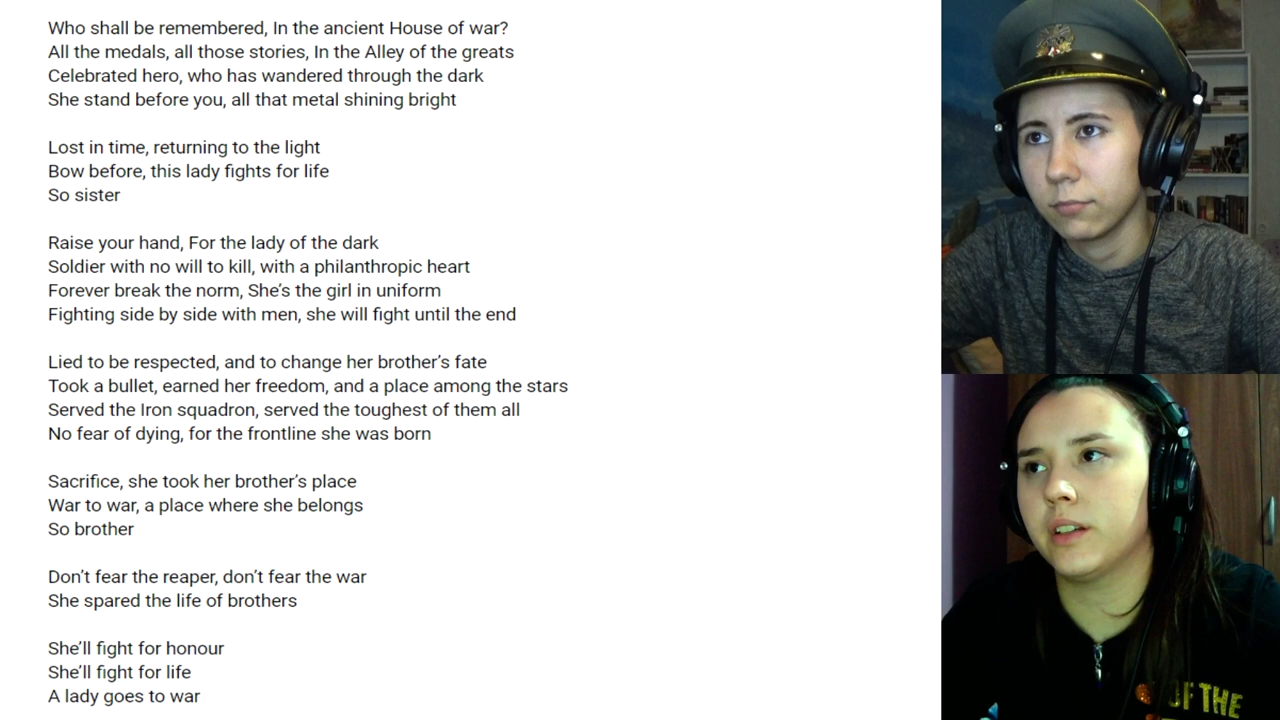 Who shall be remembered, In the ancient House of war?
All the medals, all those stories, In the Alley of the greats
Celebrated hero, who has wandered through the dark
She stand before you, all that metal shining bright
Lost in time, returning to the light
Bow before, this lady fights for life
So sister
Raise your hand, For the lady of the dark
Soldier with no will to kill, with a philanthropic heart
Forever break the norm, She’s the girl in uniform
Fighting side by side with men, she will fight until the end
Lied to be respected, and to change her brother’s fate
Took a bullet, earned her freedom, and a place among the stars
Served the Iron squadron, served the toughest of them all
No fear of dying, for the frontline she was born
Sacrifice, she took her brother’s place
War to war, a place where she belongs
So brother
Don’t fear the reaper, don’t fear the war
She spared the life of brothers
She’ll fight for honour
She’ll fight for life
A lady goes to war
OF THE